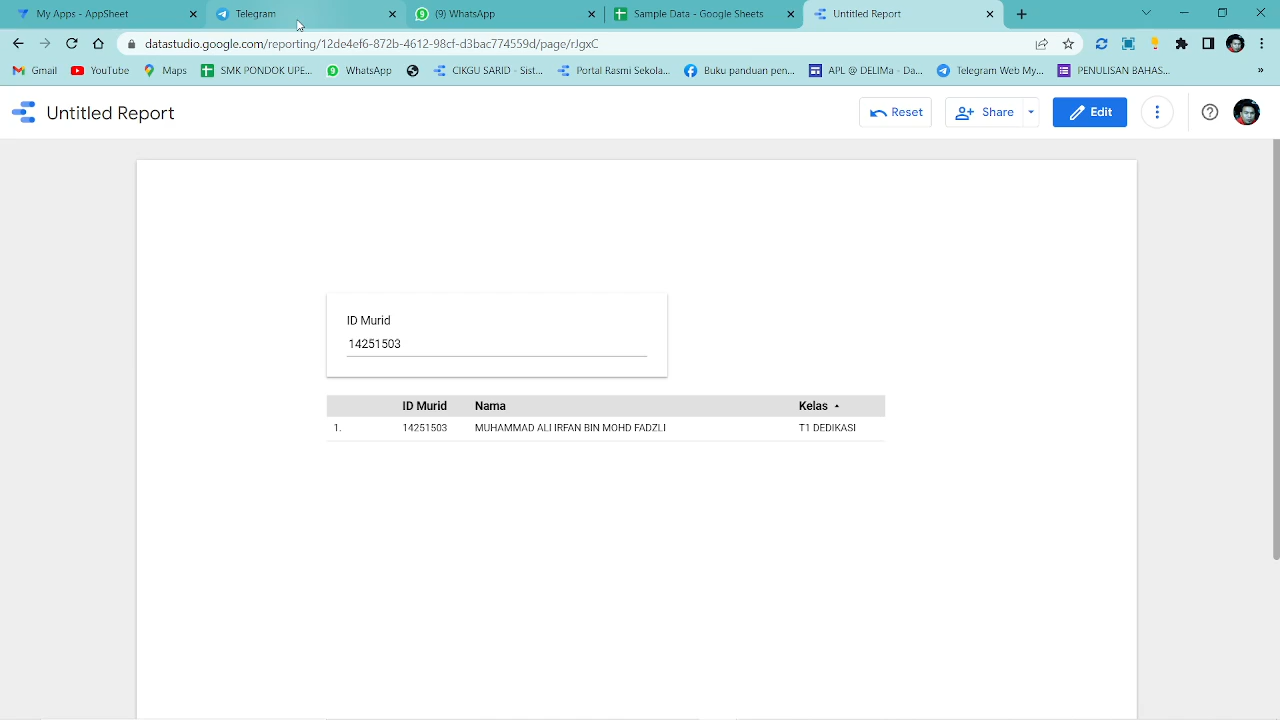 My Apps - AppSheet
Telegram
(9) WhatsApp
Sample Data - Google Sheets
Untitled Report
datastudio.google.com/reporting/12de4ef6-872b-4612-98cf-d3bac774559d/page/rJgxC
Gmail
YouTube
Maps
SMK PONDOK UPE...
WhatApp
CIKGU SARID - Sist...
Portal Rasmi Sekola...
Buku panduan pen...
APL @ DELIMa - Da...
Telegram Web My...
PENULISAN BAHAS...
»
Untitled Report
Reset
Share
Edit
ID Murid
14251503
ID Murid Nama Kelas
1. 14251503 MUHAMMAD ALI IRFAN BIN MOHD FADZLI T1 DEDIKASI